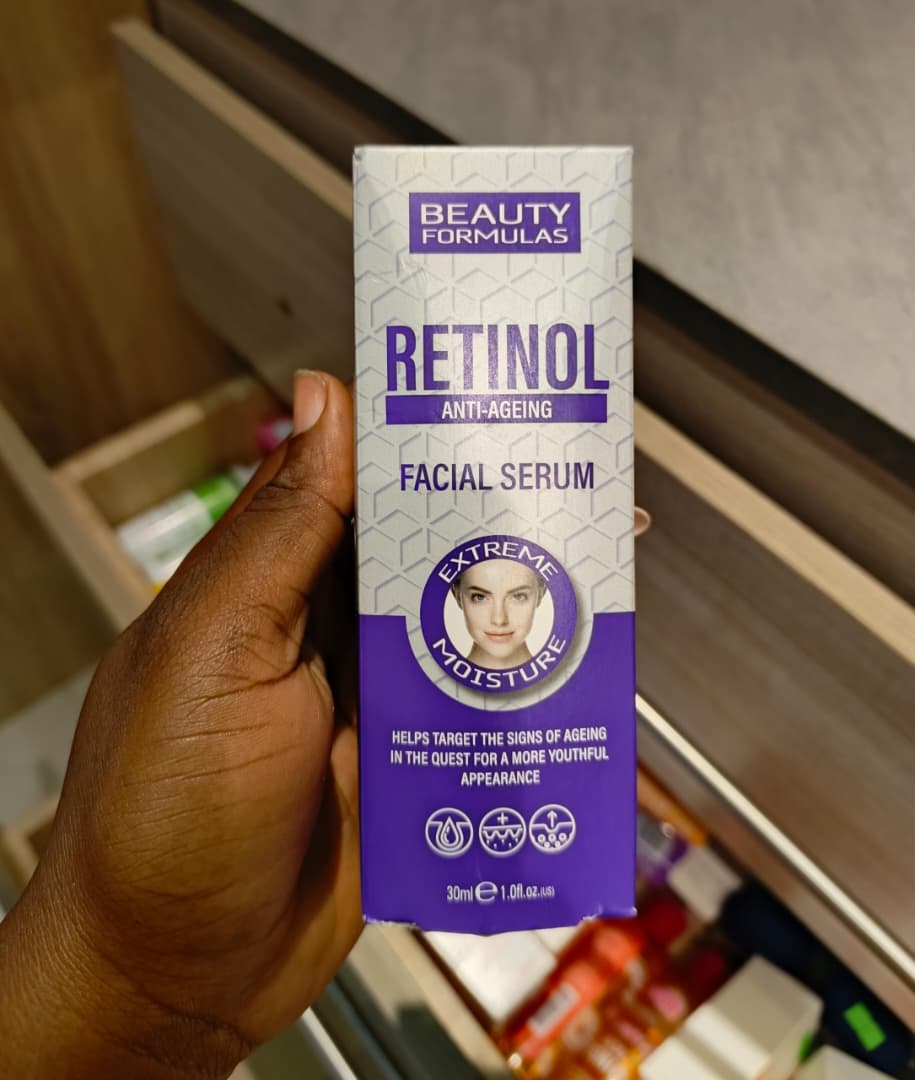 BEAUTY
FORMULAS
RETINOL
ANTI-AGEING
FACIAL SERUM
EXTREME
MOISTURE
HELPS TARGET THE SIGNS OF AGEING
IN THE QUEST FOR A MORE YOUTHFUL
APPEARANCE
30ml ℮ 1.0fl.oz.(US)